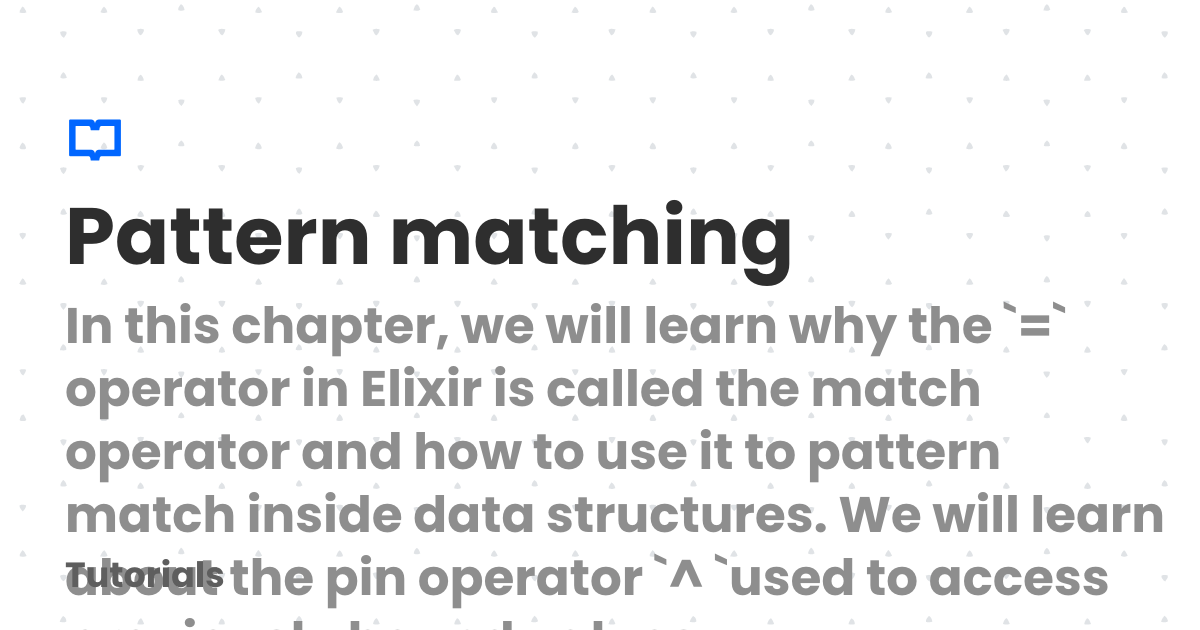 Pattern matching
In this chapter, we will learn why the `=`
operator in Elixir is called the match
operator and how to use it to pattern
match inside data structures. We will learn
about the pin operator `^ `used to access
Tutorials